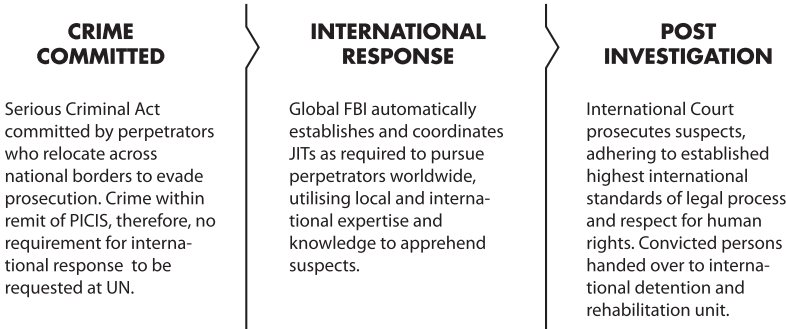 CRIME
COMMITTED
Serious Criminal Act
committed by perpetrators
who relocate across
national borders to evade
prosecution. Crime within
remit of PICIS, therefore, no
requirement for interna-
tional response  to be
requested at UN.
INTERNATIONAL
RESPONSE
Global FBI automatically
establishes and coordinates
JITs as required to pursue
perpetrators worldwide,
utilising local and interna-
tional expertise and
knowledge to apprehend
suspects.
POST
INVESTIGATION
International Court
prosecutes suspects,
adhering to established
highest international
standards of legal process
and respect for human
rights. Convicted persons
handed over to interna-
tional detention and
rehabilitation unit.